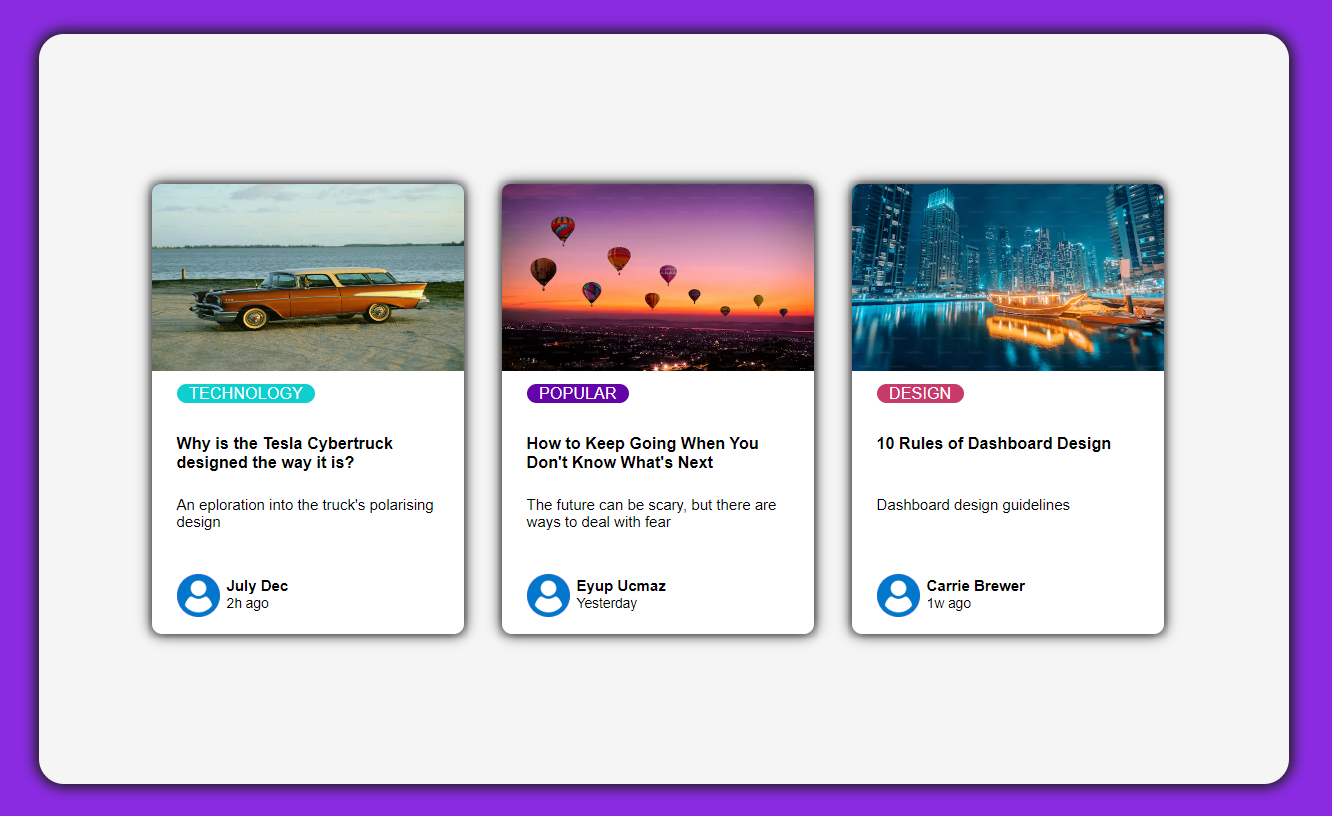 TECHNOLOGY
Why is the Tesla Cybertruck
designed the way it is?
An eploration into the truck's polarising
design
July Dec
2h ago
POPULAR
How to Keep Going When You
Don't Know What's Next
The future can be scary, but there are
ways to deal with fear
Eyup Ucmaz
Yesterday
DESIGN
10 Rules of Dashboard Design
Dashboard design guidelines
Carrie Brewer
1w ago